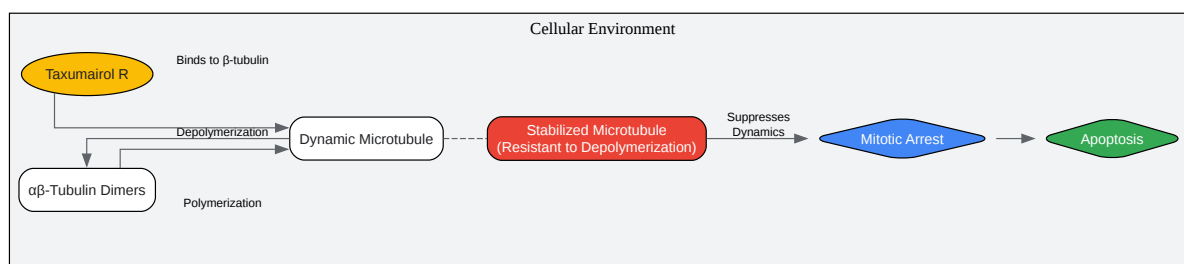 Cellular Environment
Binds to β-tubulin
Taxumairol R
Depolymerization
Dynamic Microtubule
Stabilized Microtubule
(Resistant to Depolymerization)
Suppresses
Dynamics
Mitotic Arrest
Apoptosis
αβ-Tubulin Dimers
Polymerization